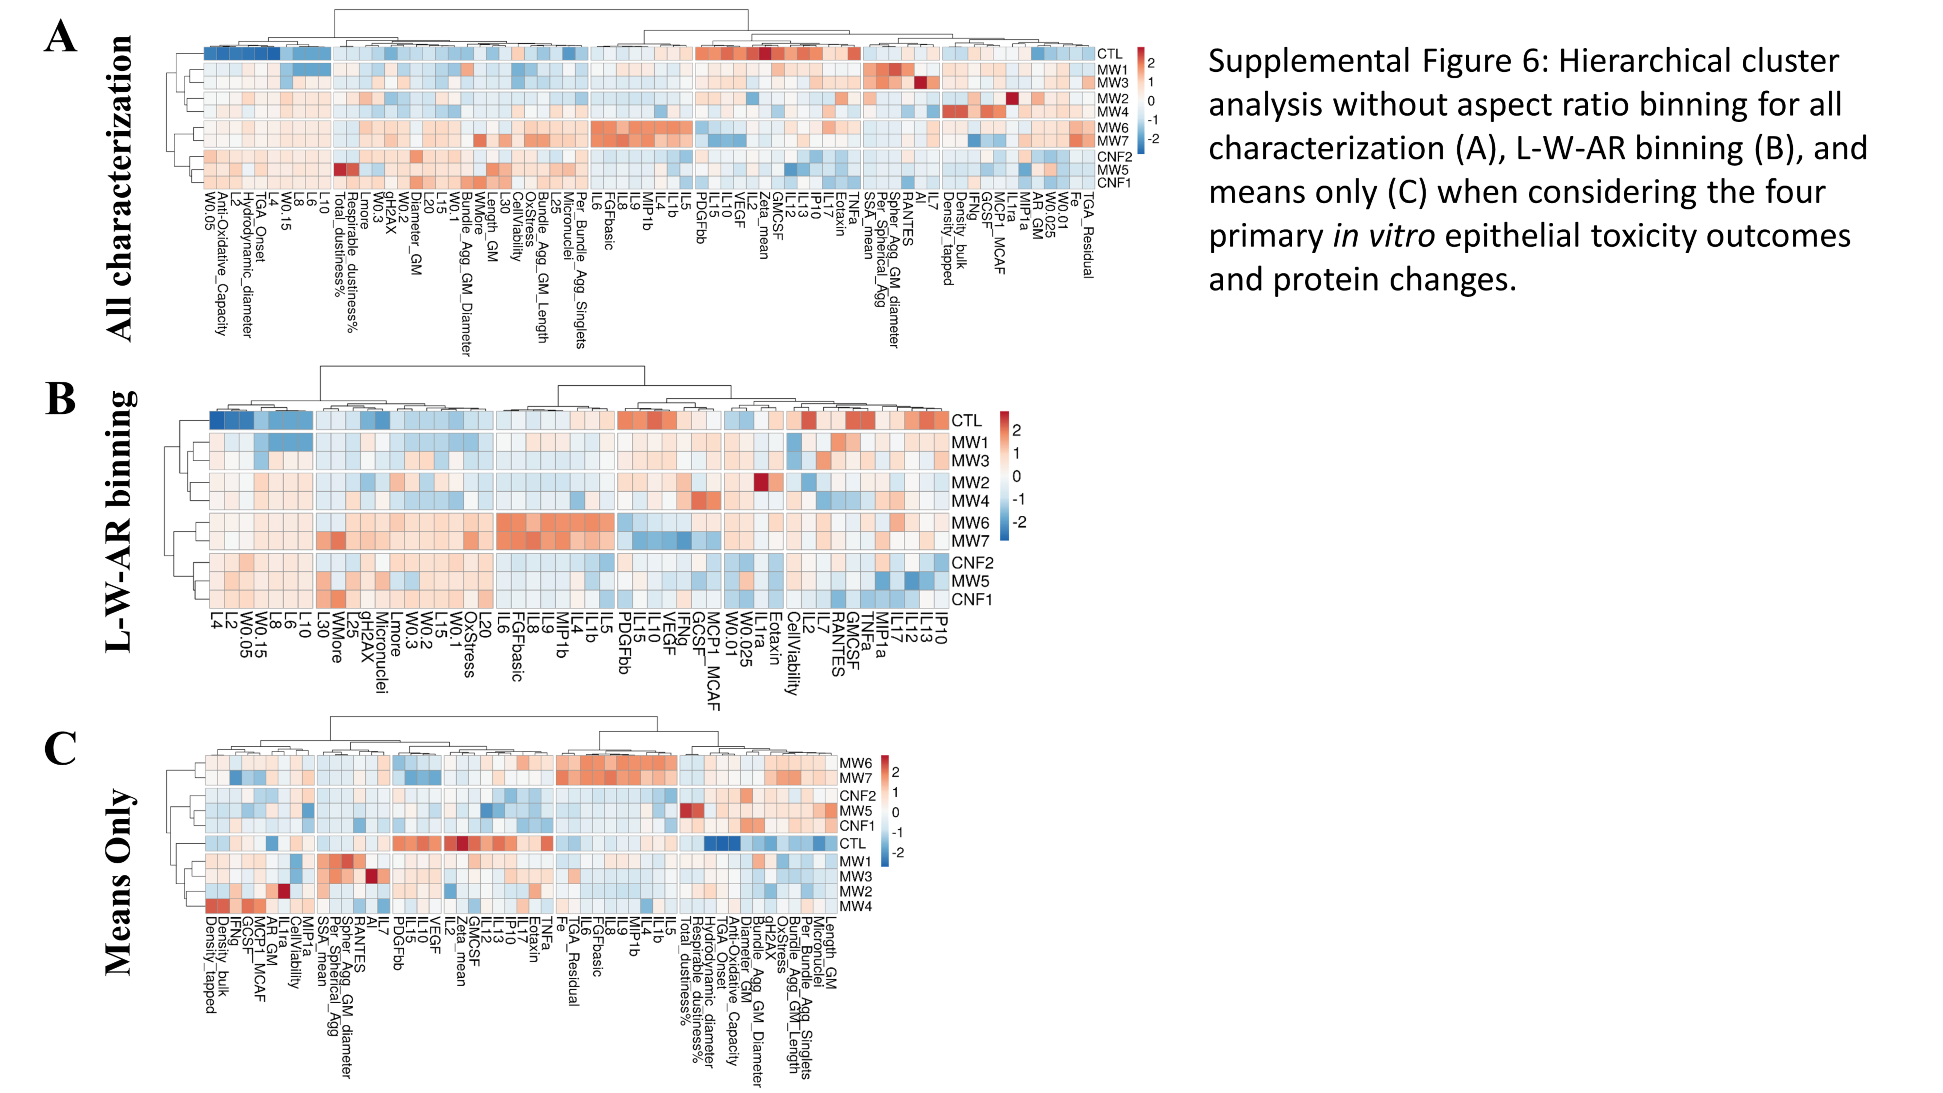 A
All characterization
CTL
MW1
MW3
MW2
MW4
MW6
MW7
CNF2
MW5
CNF1
2
1
0
-1
-2
W0.05
Anti-Oxidative_Capacity
L2
Hydrodynamic_diameter
TGA_Onset
L4
W0.15
L8
L6
L10
Total_dustiness%
Respirable_dustiness%
Lmore
W0.3
gH2AX
W0.2
Diameter_GM
L20
L15
W0.1
Bundle_Agg_GM_Diameter
WMore
Length_GM
L30
CellViability
OxStress
Bundle_Agg_GM_Length
L25
Micronuclei
Per_Bundle_Agg_Singlets
IL6
FGFbasic
IL8
IL9
MIP1b
IL4
IL1b
IL5
PDGFbb
IL15
IL10
VEGF
IL2
Zeta_mean
GMCSF
IL12
IL13
IP10
IL17
Eotaxin
TNFa
SSA_mean
Per_Spherical_Agg
Spher_Agg_GM_diameter
RANTES
Al
IL7
Density_tapped
Density_bulk
IFNg
GCSF
MCP1_MCAF
IL1ra
MIP1a
AR_GM
W0.025
W0.01
Fe
TGA_Residual
Supplemental Figure 6: Hierarchical cluster
analysis without aspect ratio binning for all
characterization (A), L-W-AR binning (B), and
means only (C) when considering the four
primary in vitro epithelial toxicity outcomes
and protein changes.
B
L-W-AR binning
CTL
MW1
MW3
MW2
MW4
MW6
MW7
CNF2
MW5
CNF1
2
1
0
-1
-2
L4
L2
W0.05
W0.15
L8
L6
L10
L30
WMore
L25
gH2AX
Micronuclei
Lmore
W0.3
W0.2
L15
W0.1
OxStress
L20
IL6
FGFbasic
IL8
IL9
MIP1b
IL4
IL1b
IL5
PDGFbb
IL15
IL10
VEGF
IFNg
GCSF
MCP1_MCAF
W0.01
W0.025
IL1ra
Eotaxin
CellViability
IL2
IL7
RANTES
GMCSF
TNFa
MIP1a
IL17
IL12
IL13
IP10
C
Means Only
MW6
MW7
CNF2
MW5
CNF1
CTL
MW1
MW3
MW2
MW4
2
1
0
-1
-2
Density_tapped
Density_bulk
IFNg
GCSF
MCP1_MCAF
AR_GM
IL1ra
CellViability
MIP1a
SSA_mean
Per_Spherical_Agg
Spher_Agg_GM_diameter
RANTES
Al
IL7
PDGFbb
IL15
IL10
VEGF
IL2
Zeta_mean
GMCSF
IL12
IL13
IP10
IL17
Eotaxin
TNFa
Fe
TGA_Residual
IL6
FGFbasic
IL8
IL9
MIP1b
IL4
IL1b
IL5
Total_dustiness%
Respirable_dustiness%
Hydrodynamic_diameter
TGA_Onset
Anti-Oxidative_Capacity
Diameter_GM
Bundle_Agg_GM_Diameter
gH2AX
OxStress
Bundle_Agg_GM_Length
Per_Bundle_Agg_Singlets
Micronuclei
Length_GM